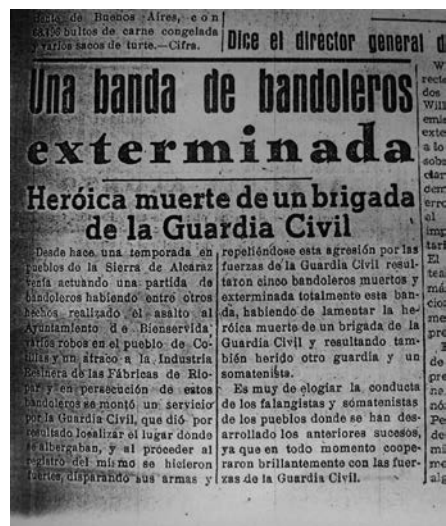 de Buenos Aires, con
bultos de carne congelada
y varios sacos de turte.—Cifra.
Dice el director general d
Una banda de bandoleros
exterminada
Heróica muerte de un brigada
de la Guardia Civil
Desde hace una temporada en
pueblos de la Sierra de Alcaraz
venía actuando una partida de
bandoleros habiendo entre otros
hechos realizado el asalto al
Ayuntamiento de Bienservida
varios robos en el pueblo de Co-
tillas y un atraco a la Industria
Resinera de las Fábricas de Rio-
par y en persecución de estos
bandoleros se montó un servicio
por la Guardia Civil, que dió por
resultado localizar el lugar donde
se albergaban, y al proceder al
registro del mismo se hicieron
fuertes, disparando sus armas y
repeliéndose esta agresión por las
fuerzas de la Guardia Civil resul-
taron cinco bandoleros muertos y
exterminada totalmente esta ban-
da, habiendo de lamentar la he-
róica muerte de un brigada de la
Guardia Civil y resultando tam-
bién herido otro guardia y un
somatenista.
Es muy de elogiar la conducta
de los falangistas y somatenistas
de los pueblos donde se han des-
arrollado los anteriores sucesos,
ya que en todo momento coope-
raron brillantemente con las fuer-
zas de la Guardia Civil.